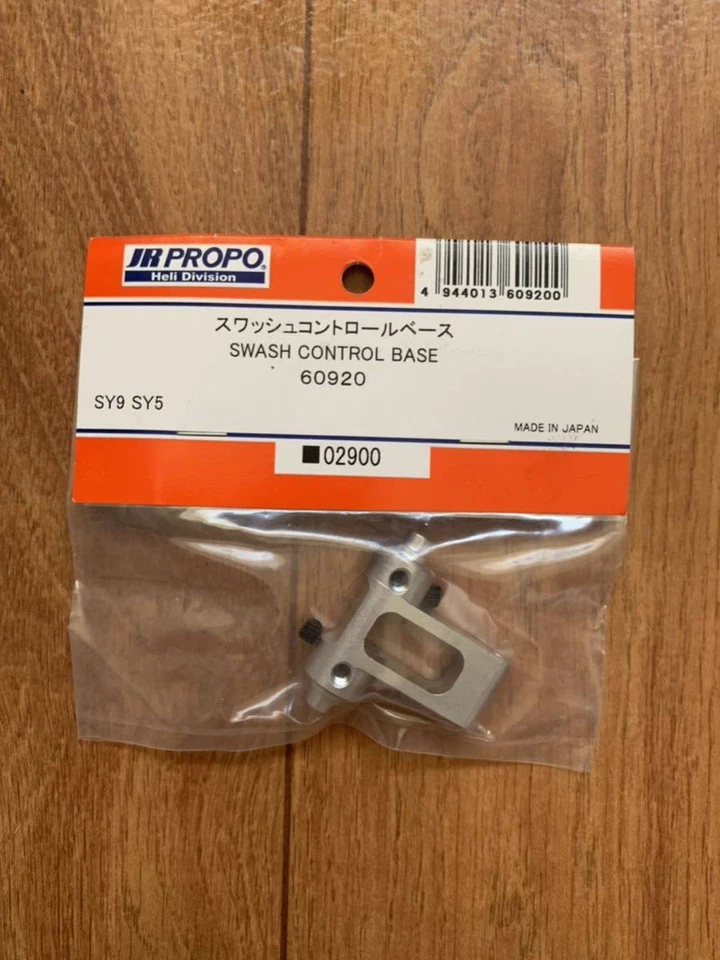 JR PROPO®
Heli Division
4 944013 609200
スワッシュコントロールベース
SWASH CONTROL BASE
60920
SY9 SY5
MADE IN JAPAN
■02900